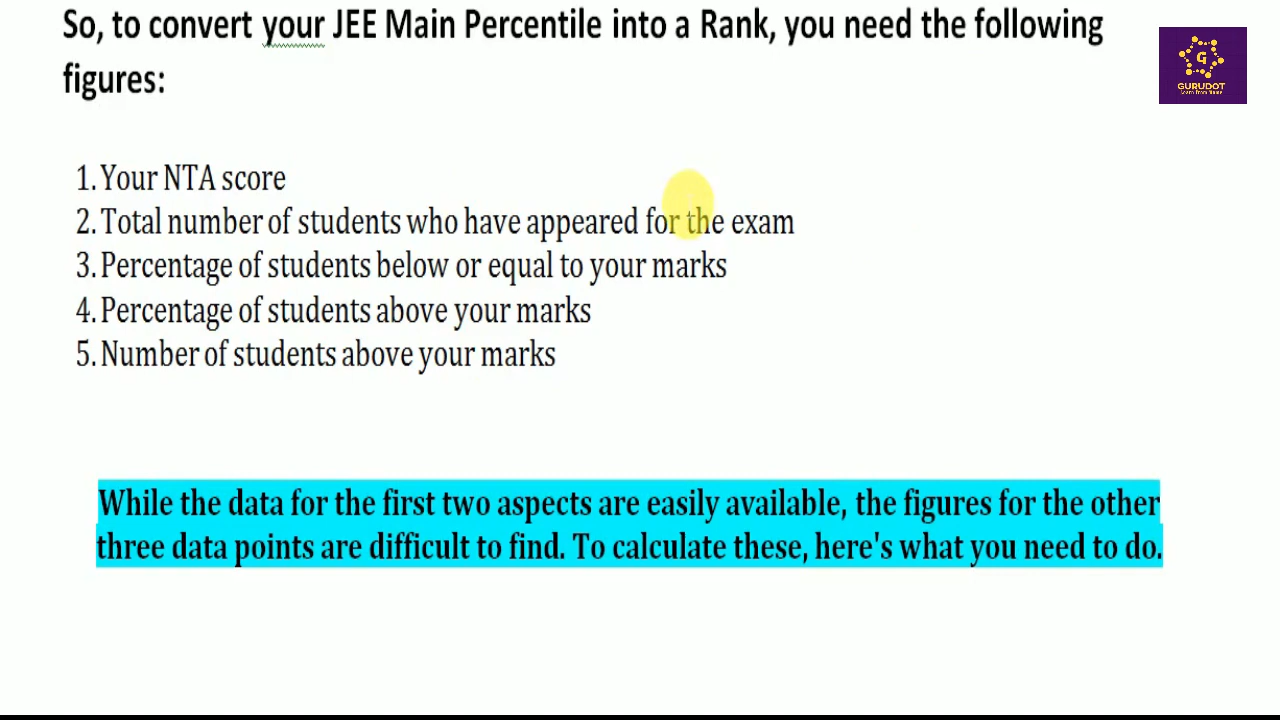 So, to convert your JEE Main Percentile into a Rank, you need the following
figures:
G
GURUDOT
1. Your NTA score
2. Total number of students who have appeared for the exam
3. Percentage of students below or equal to your marks
4. Percentage of students above your marks
5. Number of students above your marks
While the data for the first two aspects are easily available, the figures for the other
three data points are difficult to find. To calculate these, here's what you need to do.